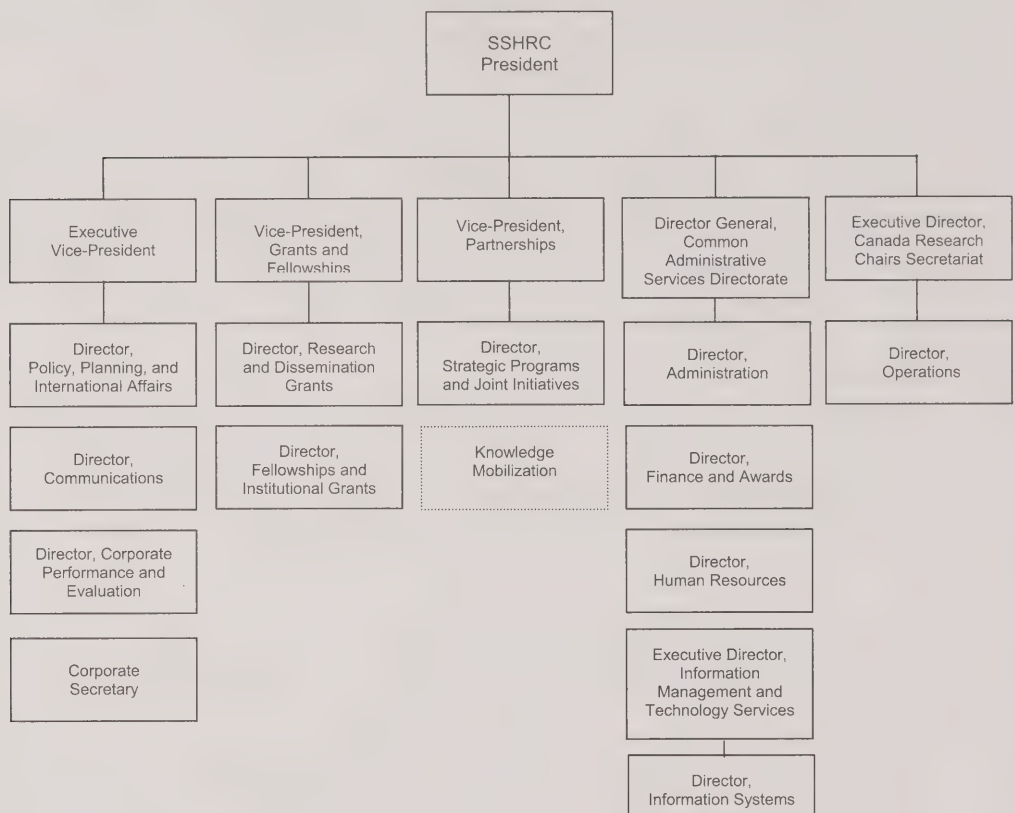 SSHRC
President
Executive
Vice-President
Vice-President,
Grants and
Fellowships
Vice-President,
Partnerships
Director General,
Common
Administrative
Services Directorate
Executive Director,
Canada Research
Chairs Secretariat
Director,
Policy, Planning, and
International Affairs
Director, Research
and Dissemination
Grants
Director,
Strategic Programs
and Joint Initiatives
Director,
Administration
Director,
Operations
Director,
Communications
Director,
Fellowships and
Institutional Grants
Knowledge
Mobilization
Director,
Finance and Awards
Director, Corporate
Performance and
Evaluation
Director,
Human Resources
Corporate
Secretary
Executive Director,
Information
Management and
Technology Services
Director,
Information Systems